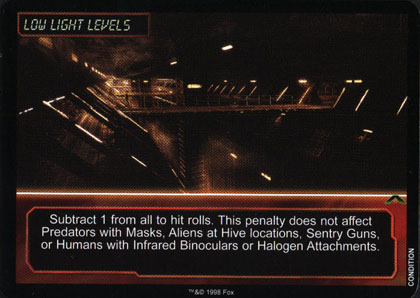 LOW LIGHT LEVELS
Subtract 1 from all to hit rolls. This penalty does not affect
Predators with Masks, Aliens at Hive locations, Sentry Guns,
or Humans with Infrared Binoculars or Halogen Attachments.
™&© 1998 Fox
CONDITION